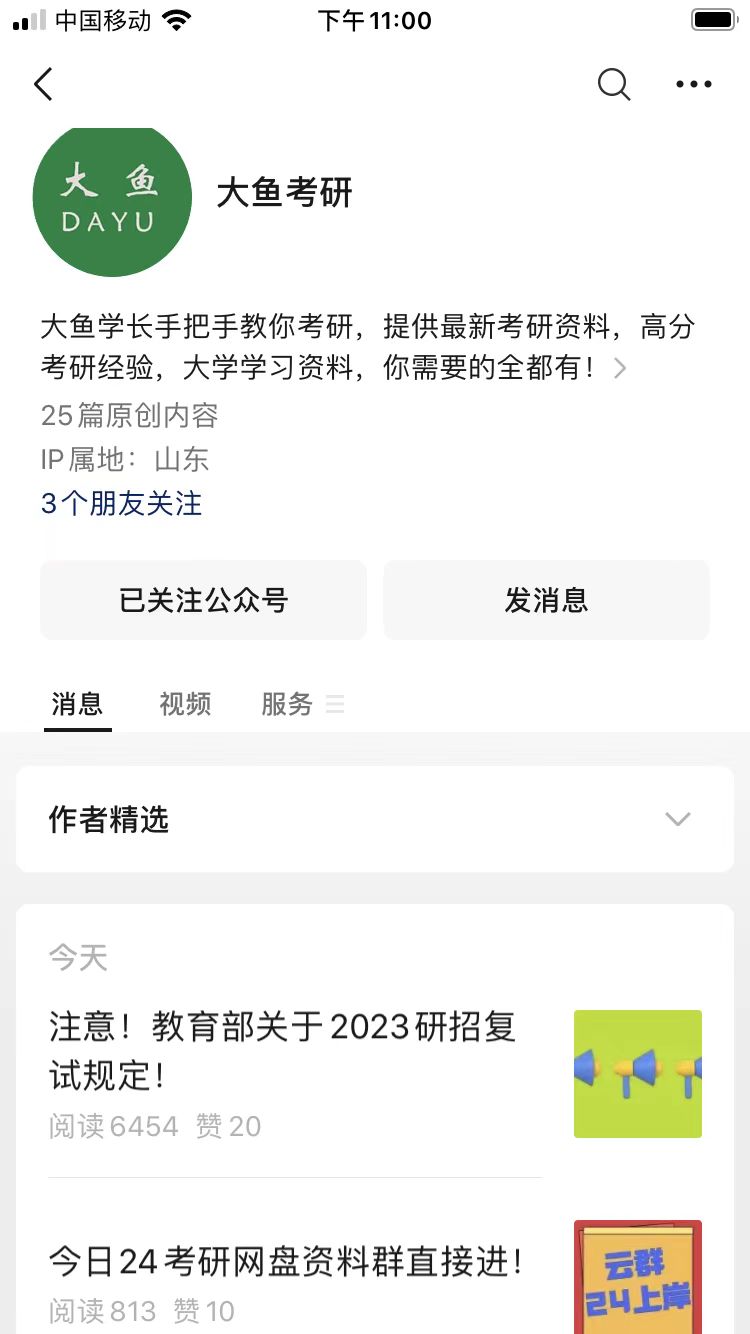 中国移动 下午11:00
大鱼
DAYU
大鱼考研
大鱼学长手把手教你考研，提供最新考研资料，高分
考研经验，大学学习资料，你需要的全都有！
25篇原创内容
IP属地：山东
3个朋友关注
已关注公众号 发消息
消息 视频 服务
作者精选
今天
注意！教育部关于2023研招复
试规定！
阅读6454 赞20
今日24考研网盘资料群直接进！
阅读813 赞10
云群
24上岸